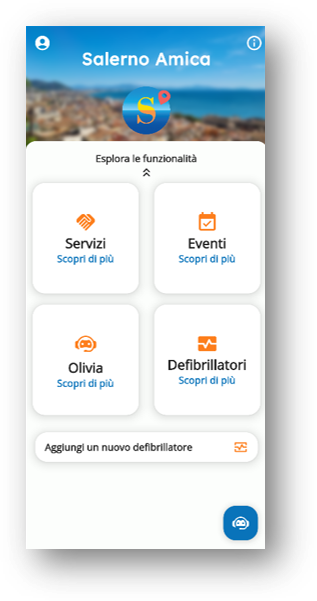 Salerno Amica
S
Esplora le funzionalità
Servizi
Scopri di più
Eventi
Scopri di più
Olivia
Scopri di più
Defibrillatori
Scopri di più
Aggiungi un nuovo defibrillatore